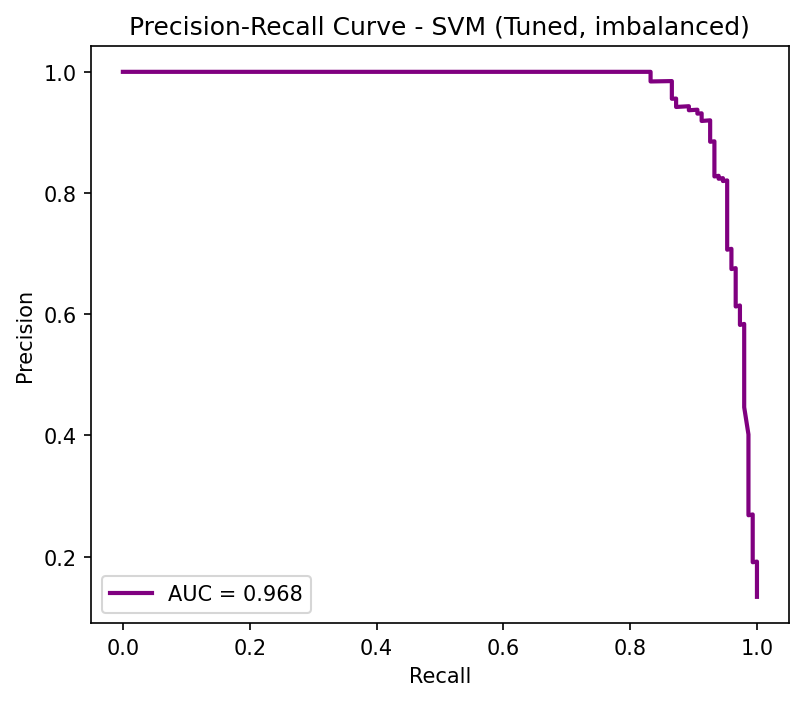 Precision-Recall Curve - SVM (Tuned, imbalanced)
1.0
0.8
0.6
0.4
0.2
Precision
AUC = 0.968
0.0 0.2 0.4 0.6 0.8 1.0
Recall